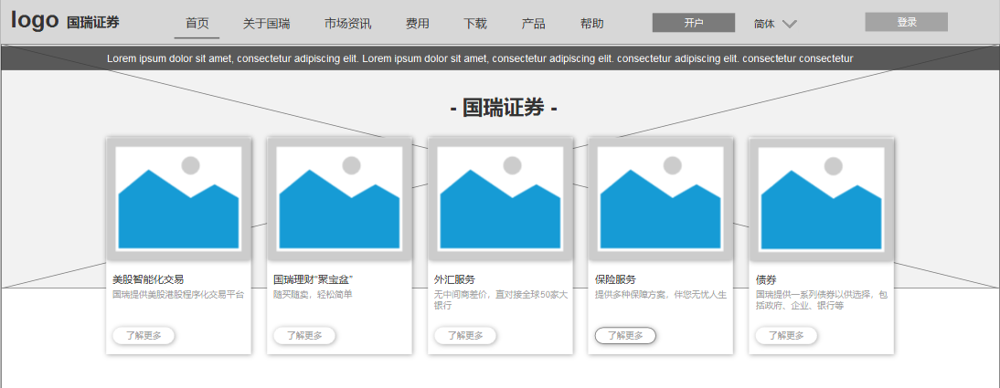 logo 国瑞证券 首页 关于国瑞 市场资讯 费用 下载 产品 帮助 开户 简体 登录
Lorem ipsum dolor sit amet, consectetur adipiscing elit. Lorem ipsum dolor sit amet, consectetur adipiscing elit. consectetur adipiscing elit. consectetur consectetur
- 国瑞证券 -
美股智能化交易
国瑞提供美股港股程序化交易平台
了解更多
国瑞理财“聚宝盆”
随买随卖，轻松简单
了解更多
外汇服务
无中间商差价，直对接全球50家大
银行
了解更多
保险服务
提供多种保障方案，伴您无忧人生
了解更多
债券
国瑞提供一系列债券以供选择，包
括政府、企业、银行等
了解更多